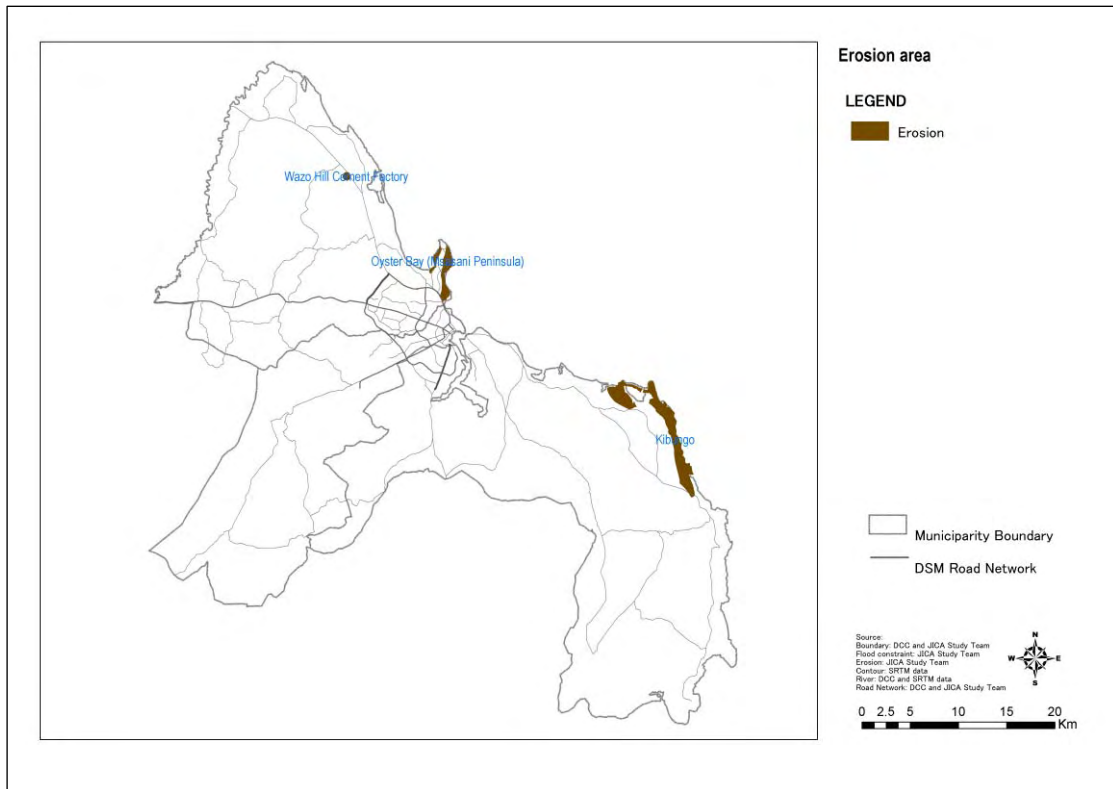 Erosion area
LEGEND
Erosion
Wazo Hill Cement Factory
Oyster Bay (Msasani Peninsula)
Municiparity Boundary
DSM Road Network
Source:
Boundary: DCC and JICA Study Team
Flood constraint: JICA Study Team
Erosion: JICA Study Team
Contour: SRTM data
River: DCC and SRTM data
Road Network: DCC and JICA Study Team
N
W E
S
0 2.5 5 10 15 20
Km